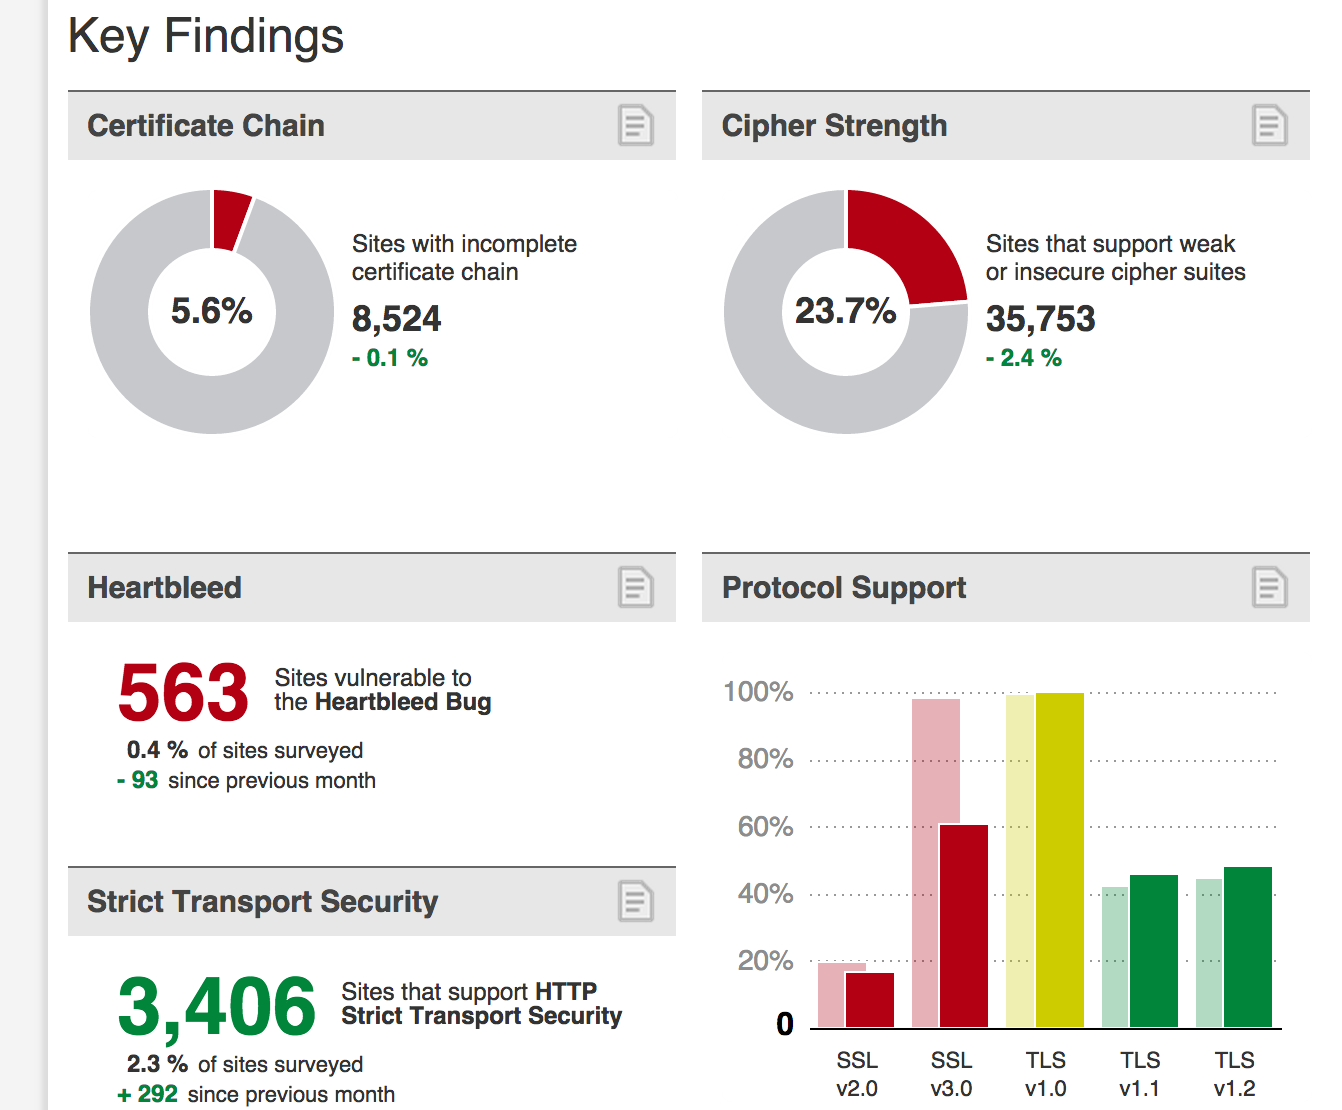 Key Findings
Certificate Chain
5.6%
Sites with incomplete
certificate chain
8,524
- 0.1 %
Cipher Strength
23.7%
Sites that support weak
or insecure cipher suites
35,753
- 2.4 %
Heartbleed
563
Sites vulnerable to
the Heartbleed Bug
0.4 % of sites surveyed
- 93 since previous month
Strict Transport Security
3,406
Sites that support HTTP
Strict Transport Security
2.3 % of sites surveyed
+ 292 since previous month
Protocol Support
100%
80%
60%
40%
20%
0
SSL v2.0
SSL v3.0
TLS v1.0
TLS v1.1
TLS v1.2